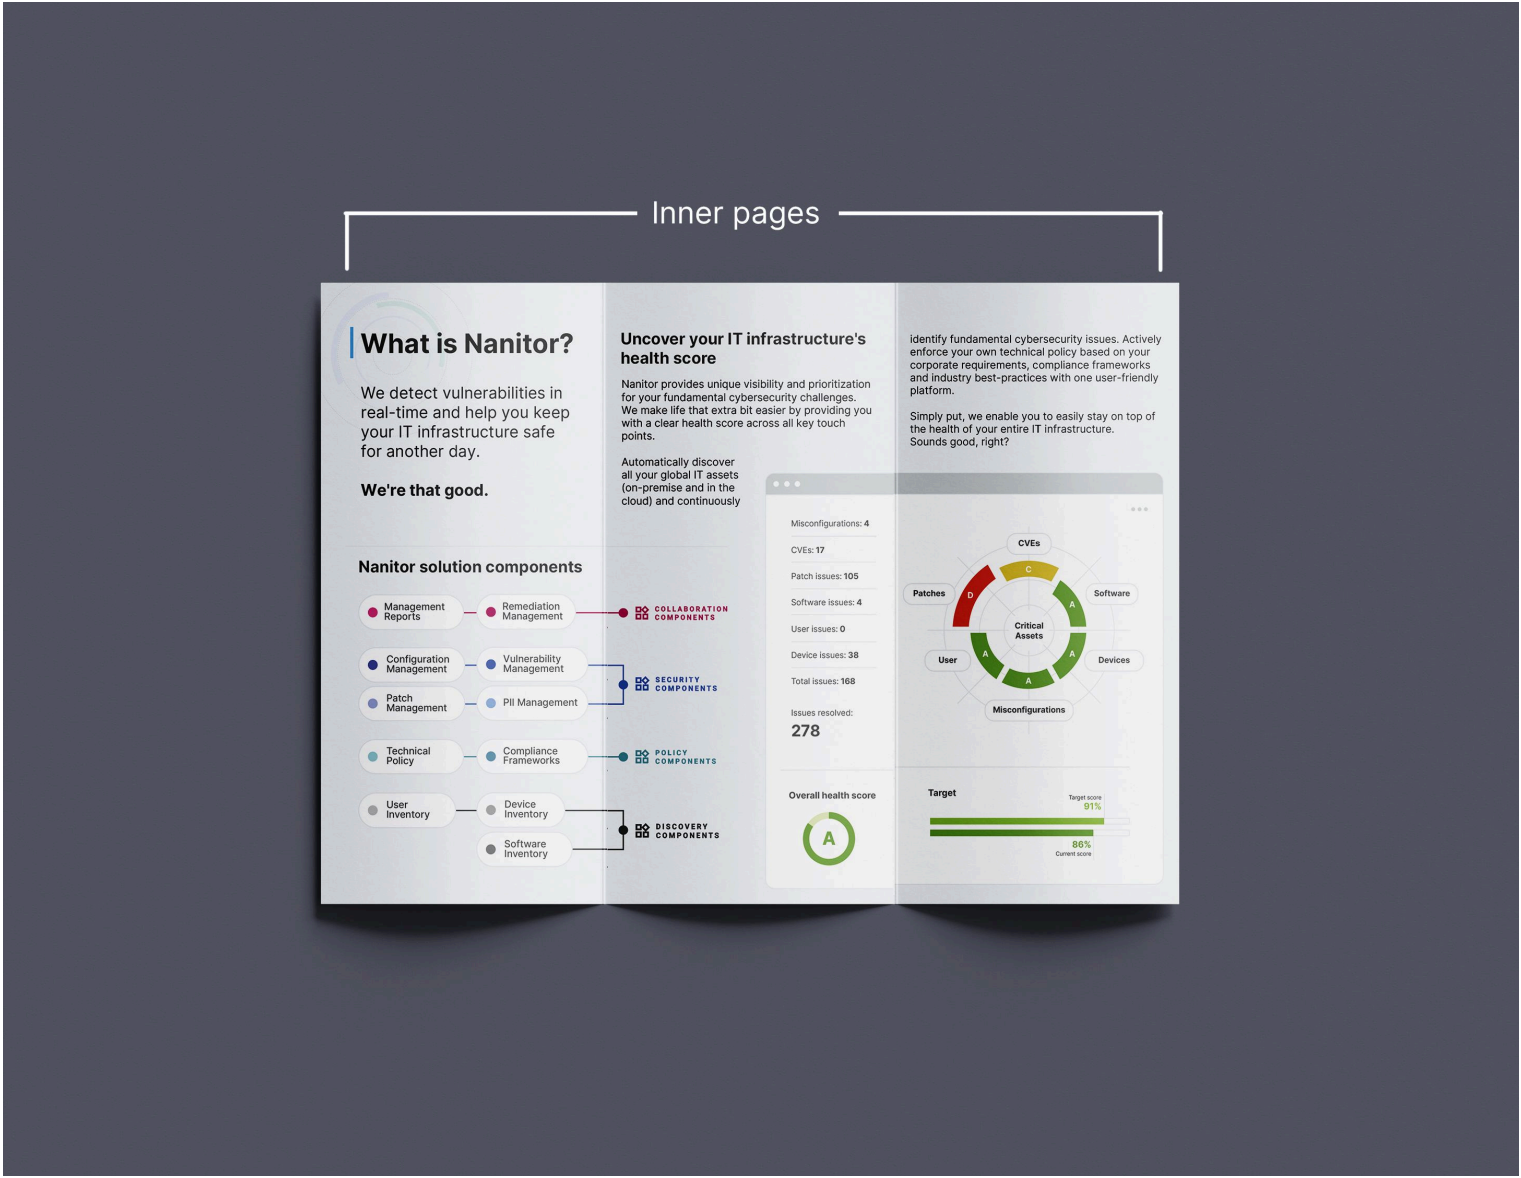 Inner pages
What is Nanitor?
We detect vulnerabilities in
real-time and help you keep
your IT infrastructure safe
for another day.
We're that good.
Nanitor solution components
Management
Reports
Remediation
Management
COLLABORATION
COMPONENTS
Configuration
Management
Vulnerability
Management
Patch
Management
PII Management
SECURITY
COMPONENTS
Technical
Policy
Compliance
Frameworks
POLICY
COMPONENTS
User
Inventory
Device
Inventory
Software
Inventory
DISCOVERY
COMPONENTS
Uncover your IT infrastructure's
health score
Nanitor provides unique visibility and prioritization
for your fundamental cybersecurity challenges.
We make life that extra bit easier by providing you
with a clear health score across all key touch
points.
Automatically discover
all your global IT assets
(on-premise and in the
cloud) and continuously
identify fundamental cybersecurity issues. Actively
enforce your own technical policy based on your
corporate requirements, compliance frameworks
and industry best-practices with one user-friendly
platform.
Simply put, we enable you to easily stay on top of
the health of your entire IT infrastructure.
Sounds good, right?
Misconfigurations: 4
CVEs: 17
Patch issues: 105
Software issues: 4
User issues: 0
Device issues: 38
Total issues: 168
Issues resolved:
278
Overall health score
A
CVEs
C
Patches
D
Software
A
Critical
Assets
User
A
Devices
A
A
Misconfigurations
Target
Target score
91%
86%
Current score